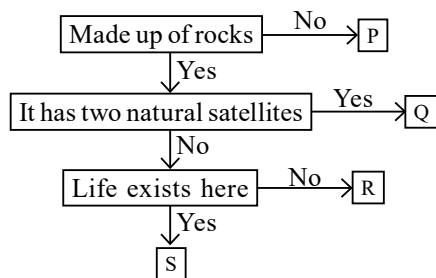 Made up of rocks
No
P
Yes
It has two natural satellites
Yes
Q
No
Life exists here
No
R
Yes
S